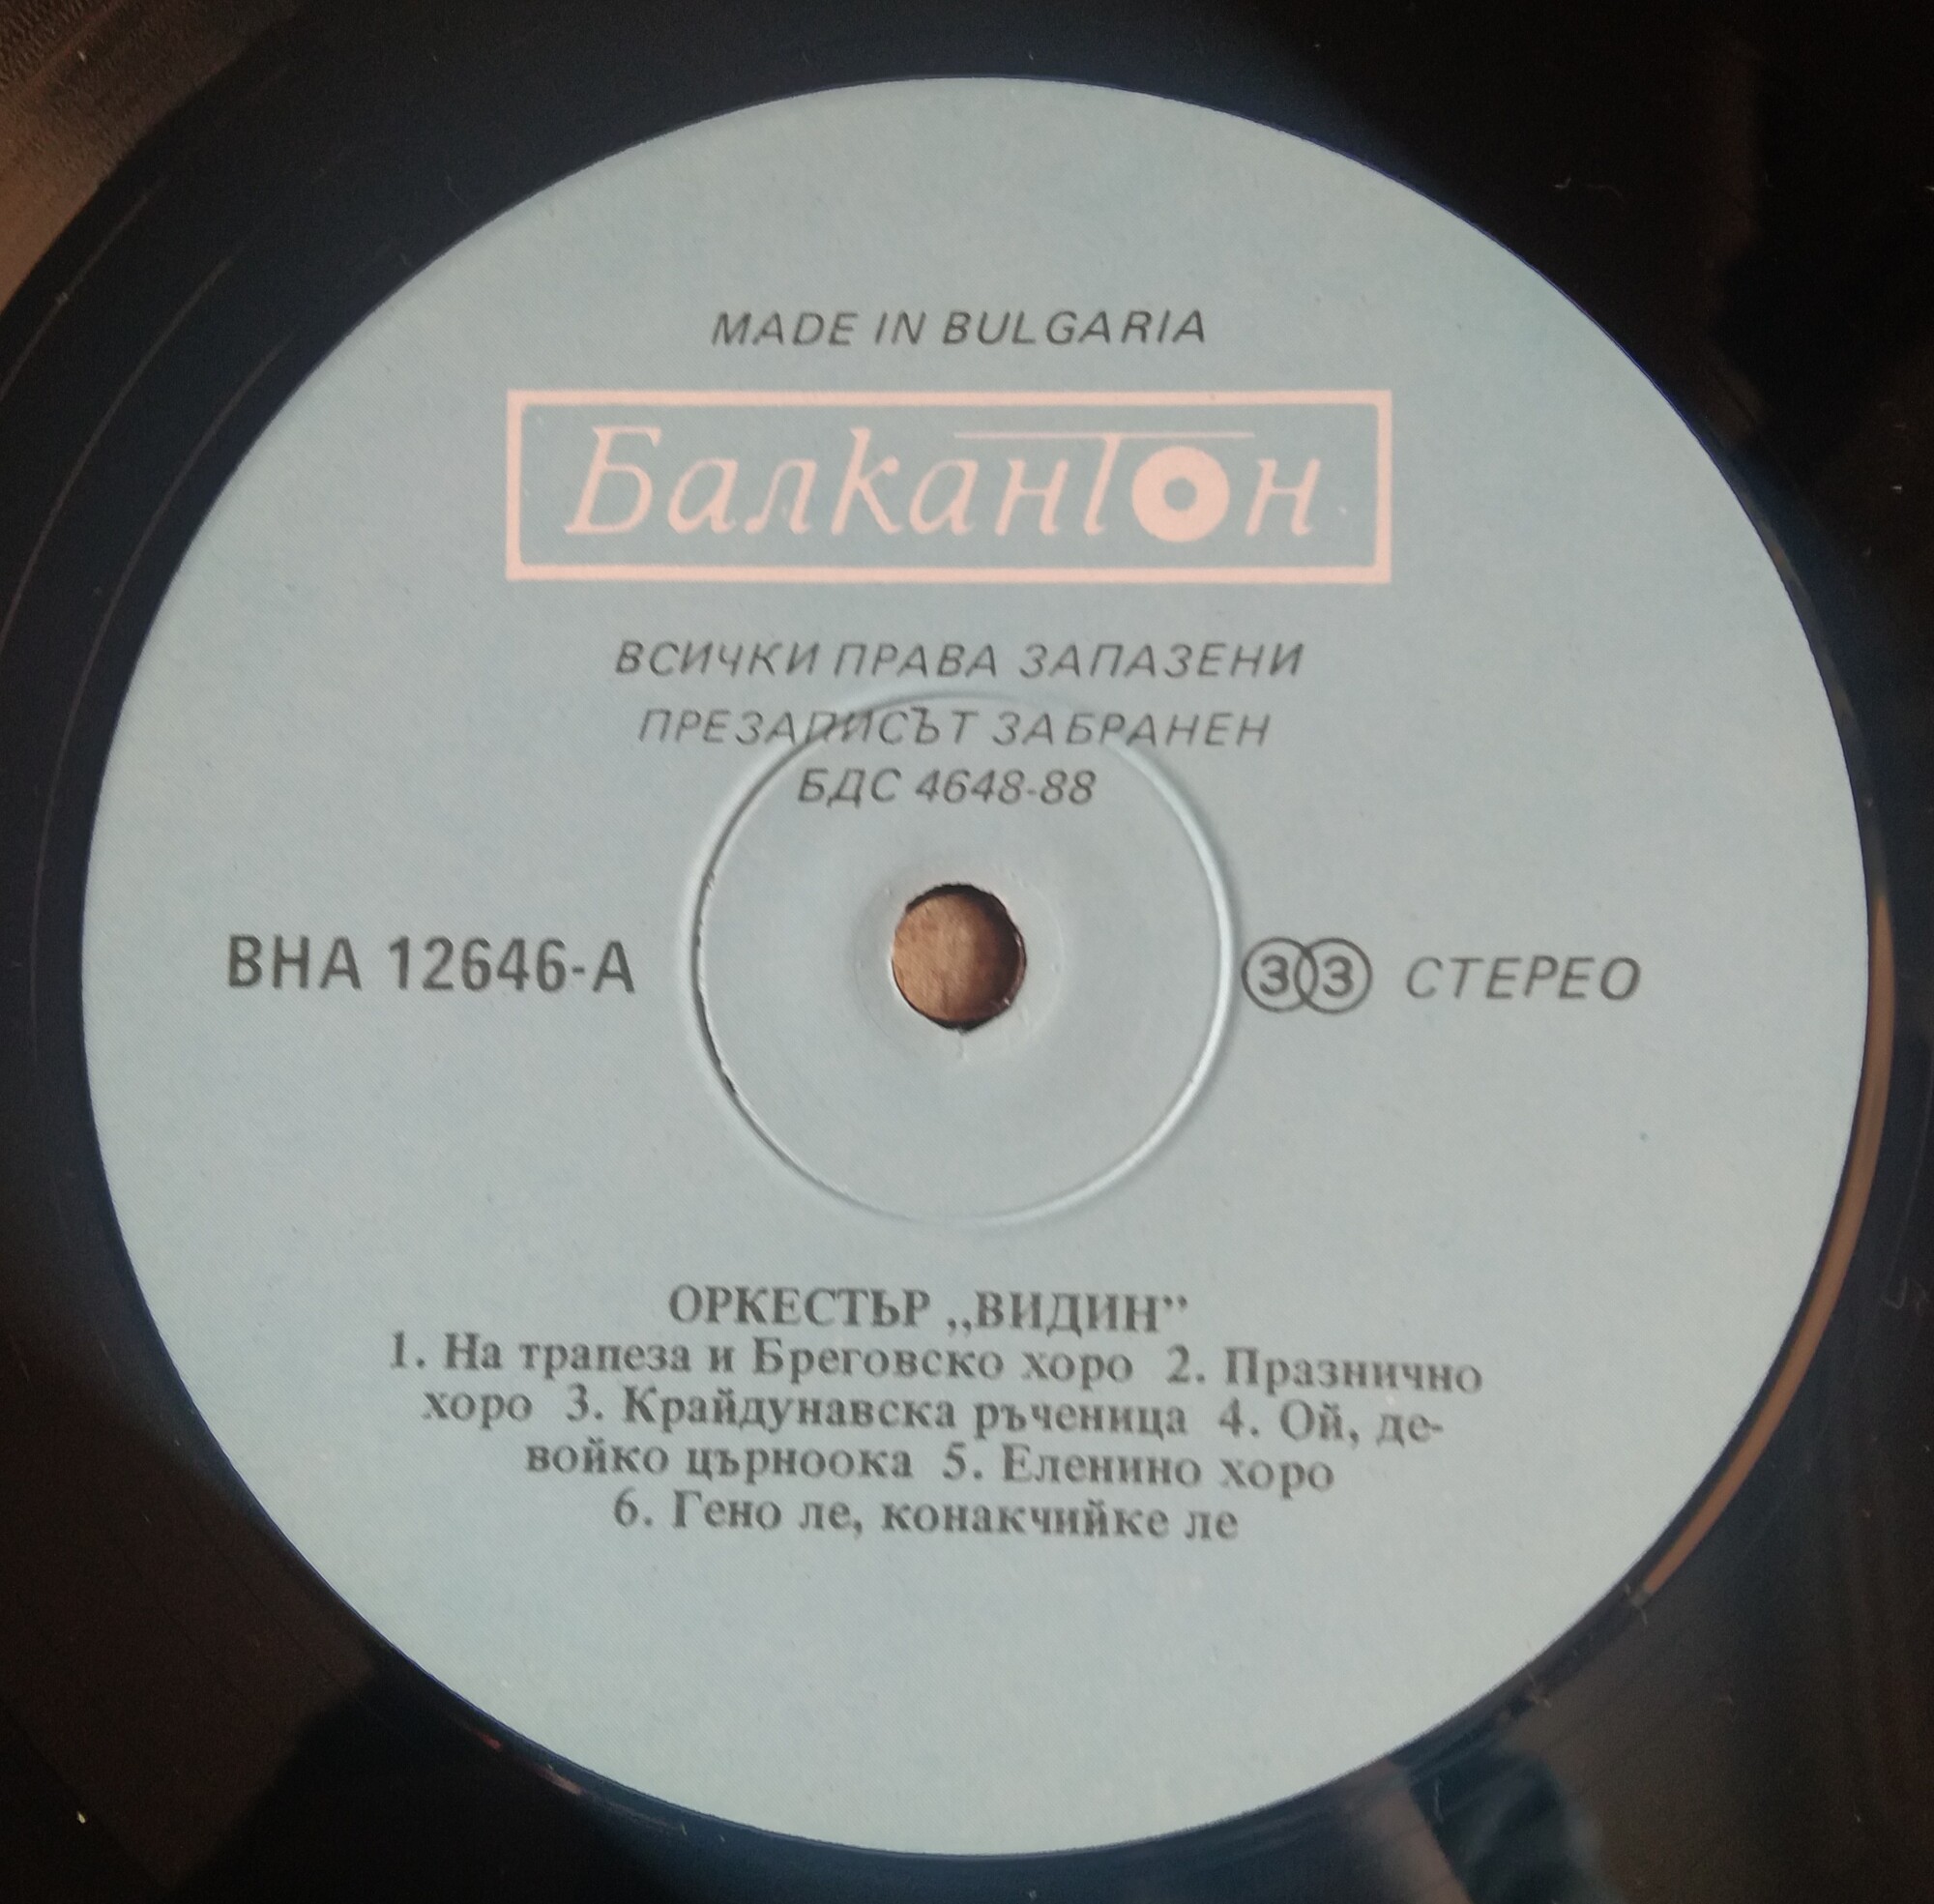 MADE IN BULGARIA
Балкантон
ВСИЧКИ ПРАВА ЗАПАЗЕНИ
ПРЕЗАПИСЪТ ЗАБРАНЕН
БДС 4648-88
ВНА 12646-А
33 СТЕРЕО
ОРКЕСТЪР „ВИДИН”
1. На трапеза и Бреговско хоро 2. Празнично
хоро 3. Крайдунавска ръченица 4. Ой, де-
войко църноока 5. Еленино хоро
6. Гено ле, конакчийке ле